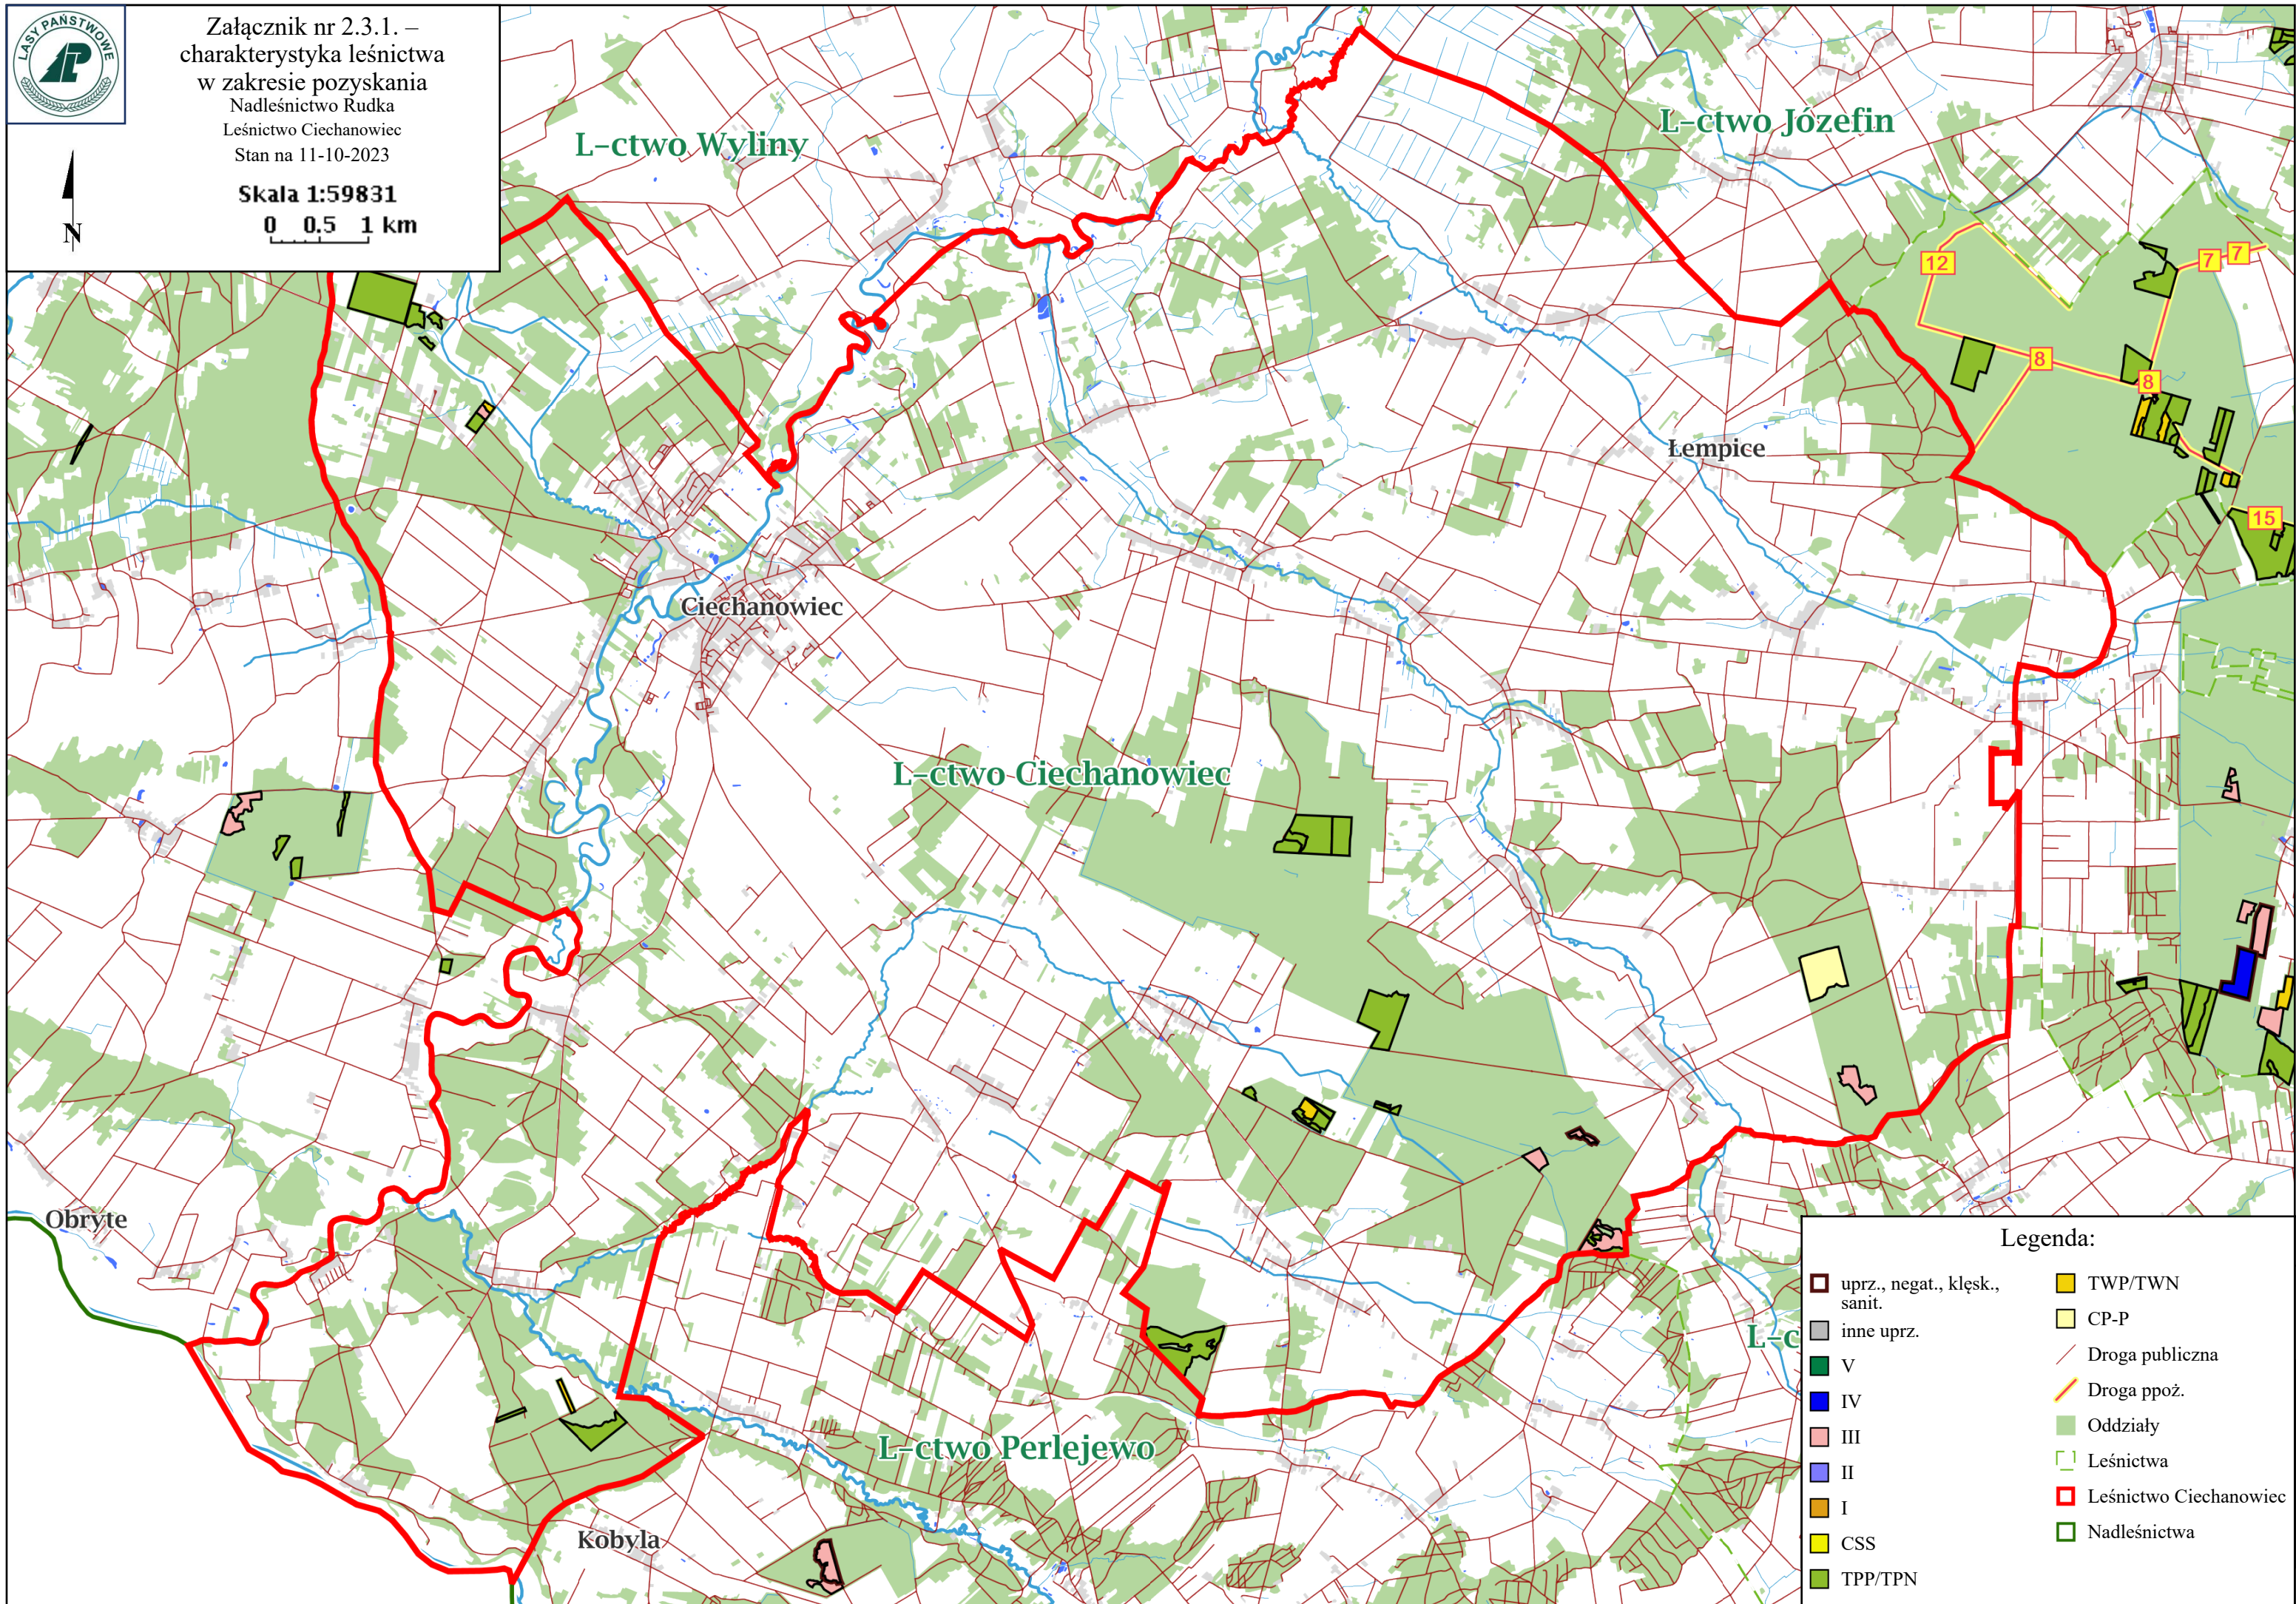 LASY PAŃSTWOWE
Załącznik nr 2.3.1. –
charakterystyka leśnictwa
w zakresie pozyskania
Nadleśnictwo Rudka
Leśnictwo Ciechanowiec
Stan na 11-10-2023
Skala 1:59831
0 0.5 1 km
N
L-ctwo Wyliny
L-ctwo Józefin
12
7
7
8
8
15
Łempice
Ciechanowiec
L-ctwo Ciechanowiec
Obryte
L-ctwo Perlejewo
Kobyla
L-c
Legenda:
uprz., negat., klęsk.,
sanit.
inne uprz.
V
IV
III
II
I
CSS
TPP/TPN
TWP/TWN
CP-P
Droga publiczna
Droga ppoż.
Oddziały
Leśnictwa
Leśnictwo Ciechanowiec
Nadleśnictwa